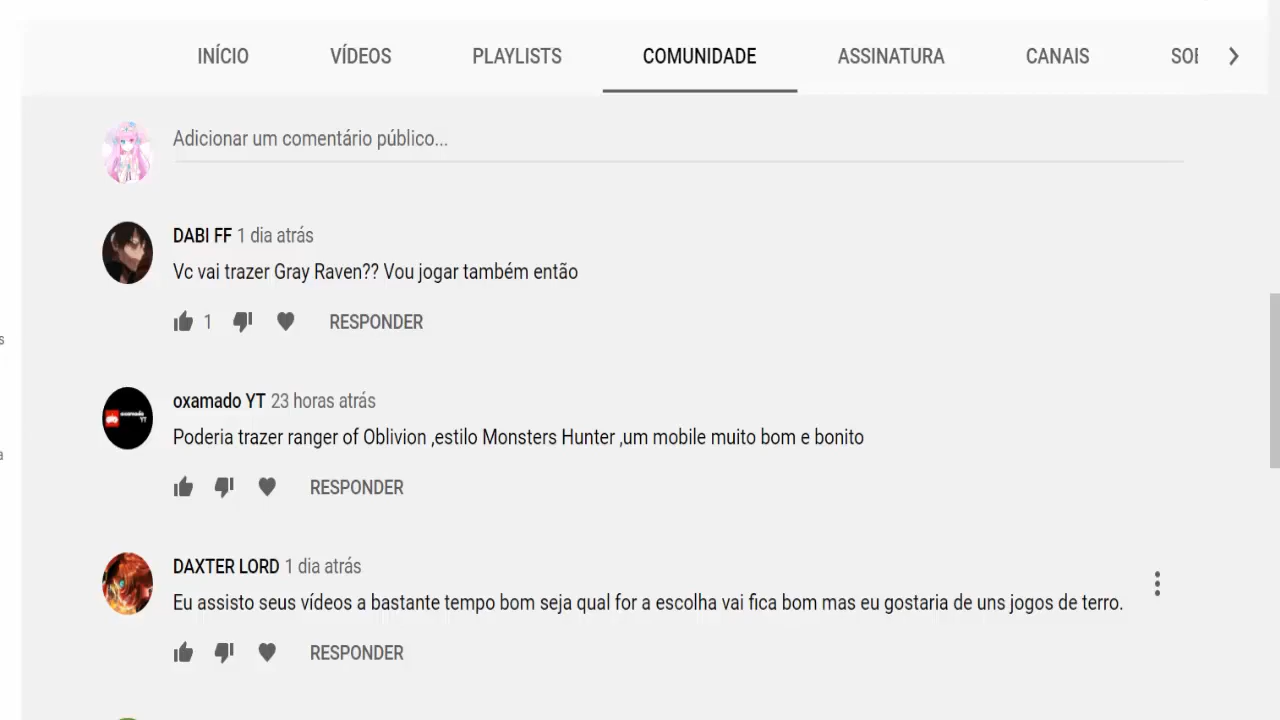 INÍCIO VÍDEOS PLAYLISTS COMUNIDADE ASSINATURA CANAIS
Adicionar um comentário público...
DABI FF 1 dia atrás
Vc vai trazer Gray Raven?? Vou jogar também então
1 RESPONDER
oxamado YT 23 horas atrás
Poderia trazer ranger of Oblivion ,estilo Monsters Hunter ,um mobile muito bom e bonito
RESPONDER
DAXTER LORD 1 dia atrás
Eu assisto seus vídeos a bastante tempo bom seja qual for a escolha vai fica bom mas eu gostaria de uns jogos de terro.
RESPONDER